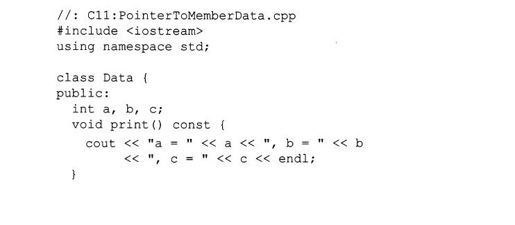 //: C11:PointerToMemberData.cpp
#include <iostream>
using namespace std;
class Data {
public:
int a, b, c;
void print() const {
cout << "a = " << a << ", b = " << b
<< ", c = " << c << endl;
}